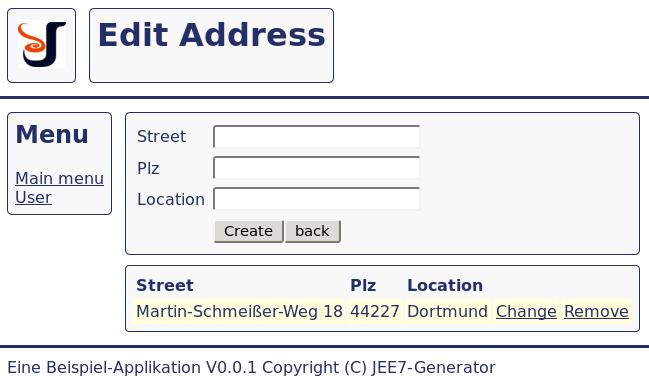 Edit Address
Menu
Main menu
User
Street
Plz
Location
Create back
Street Plz Location
Martin-Schmeißer-Weg 18 44227 Dortmund Change Remove
Eine Beispiel-Applikation V0.0.1 Copyright (C) JEE7-Generator